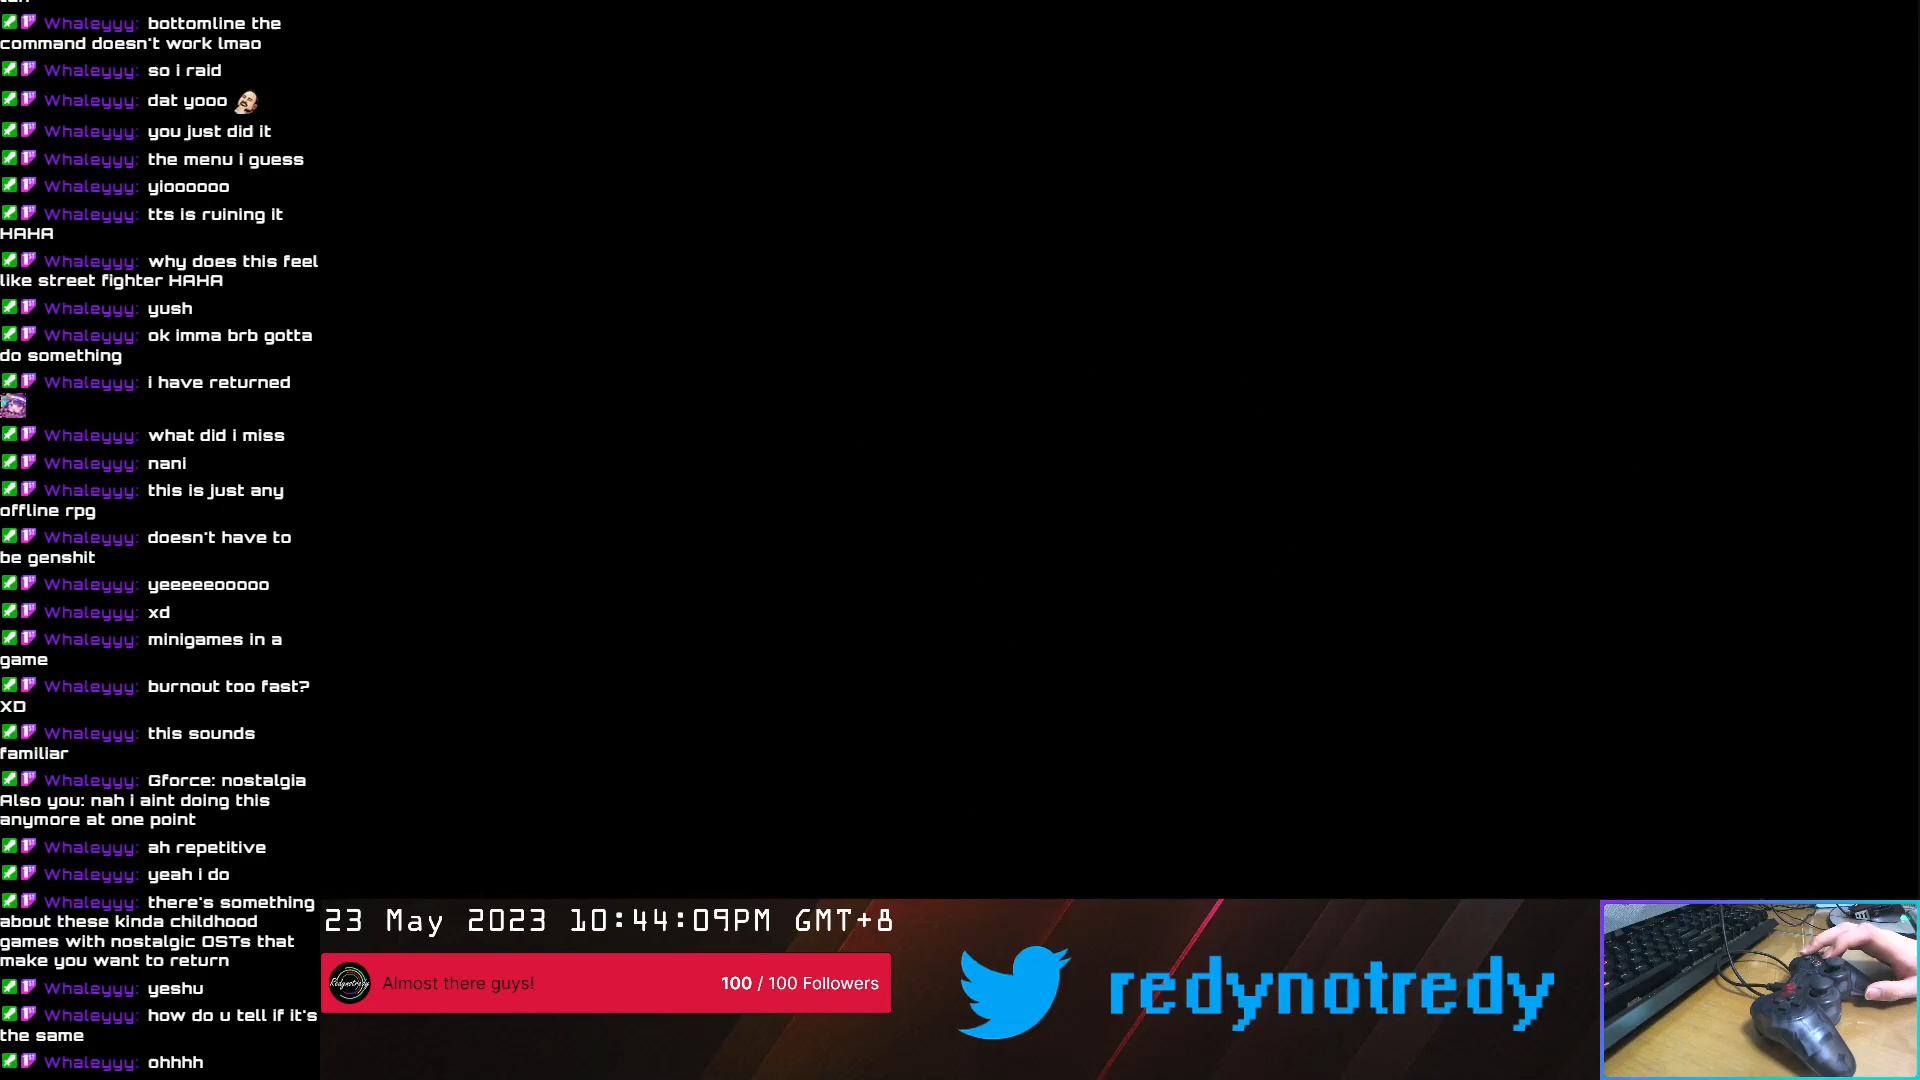 Whaleyyy: bottomline the
command doesn't work lmao
Whaleyyy: so i raid
Whaleyyy: dat yooo
Whaleyyy: you just did it
Whaleyyy: the menu i guess
Whaleyyy: yioooooo
Whaleyyy: tts is ruining it
HAHA
Whaleyyy: why does this feel
like street fighter HAHA
Whaleyyy: yush
Whaleyyy: ok imma brb gotta
do something
Whaleyyy: i have returned
Whaleyyy: what did i miss
Whaleyyy: nani
Whaleyyy: this is just any
offline rpg
Whaleyyy: doesn't have to
be genshit
Whaleyyy: yeeeeeooooo
Whaleyyy: xd
Whaleyyy: minigames in a
game
Whaleyyy: burnout too fast?
XD
Whaleyyy: this sounds
familiar
Whaleyyy: Gforce: nostalgia
Also you: nah i aint doing this
anymore at one point
Whaleyyy: ah repetitive
Whaleyyy: yeah i do
Whaleyyy: there's something
about these kinda childhood
games with nostalgic OSTs that
make you want to return
Whaleyyy: yeshu
Whaleyyy: how do u tell if it's
the same
Whaleyyy: ohhhh
23 May 2023 10:44:09PM GMT+8
Redynotredy
Almost there guys! 100 / 100 Followers
redynotredy